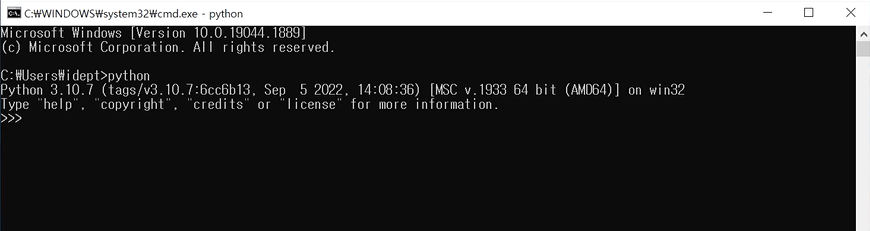 C:₩WINDOWS₩system32₩cmd.exe - python
Microsoft Windows [Version 10.0.19044.1889]
(c) Microsoft Corporation. All rights reserved.
C:₩Users₩idept>python
Python 3.10.7 (tags/v3.10.7:6cc6b13, Sep  5 2022, 14:08:36) [MSC v.1933 64 bit (AMD64)] on win32
Type "help", "copyright", "credits" or "license" for more information.
>>>